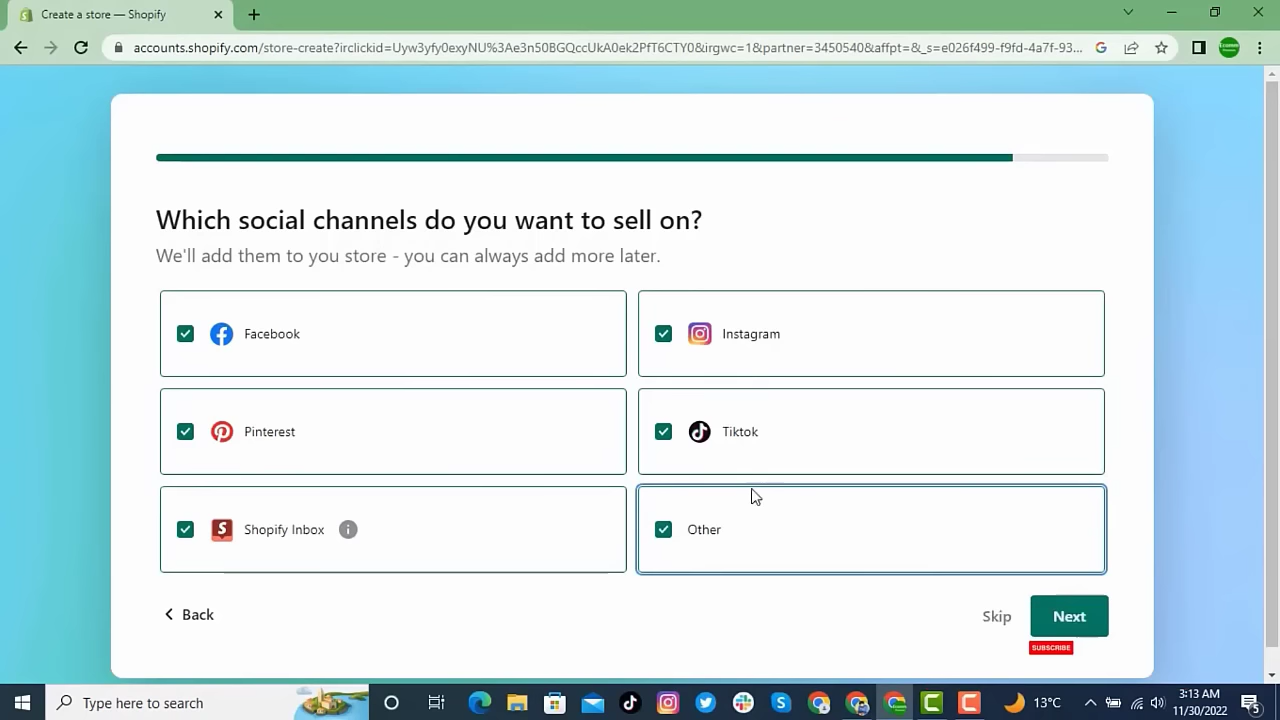 Create a store — Shopify
accounts.shopify.com/store-create?irclickid=Uyw3yfy0exyNU%3Ae3n50BGQccUkA0ek2PfT6CTY0&irgwc=1&partner=3450540&affpt=&_s=e026f499-f9fd-4a7f-93...
Which social channels do you want to sell on?
We'll add them to you store - you can always add more later.
Facebook
Instagram
Pinterest
Tiktok
Shopify Inbox
Other
Back
Skip
Next
SUBSCRIBE
Type here to search
13°C
3:13 AM
11/30/2022
5